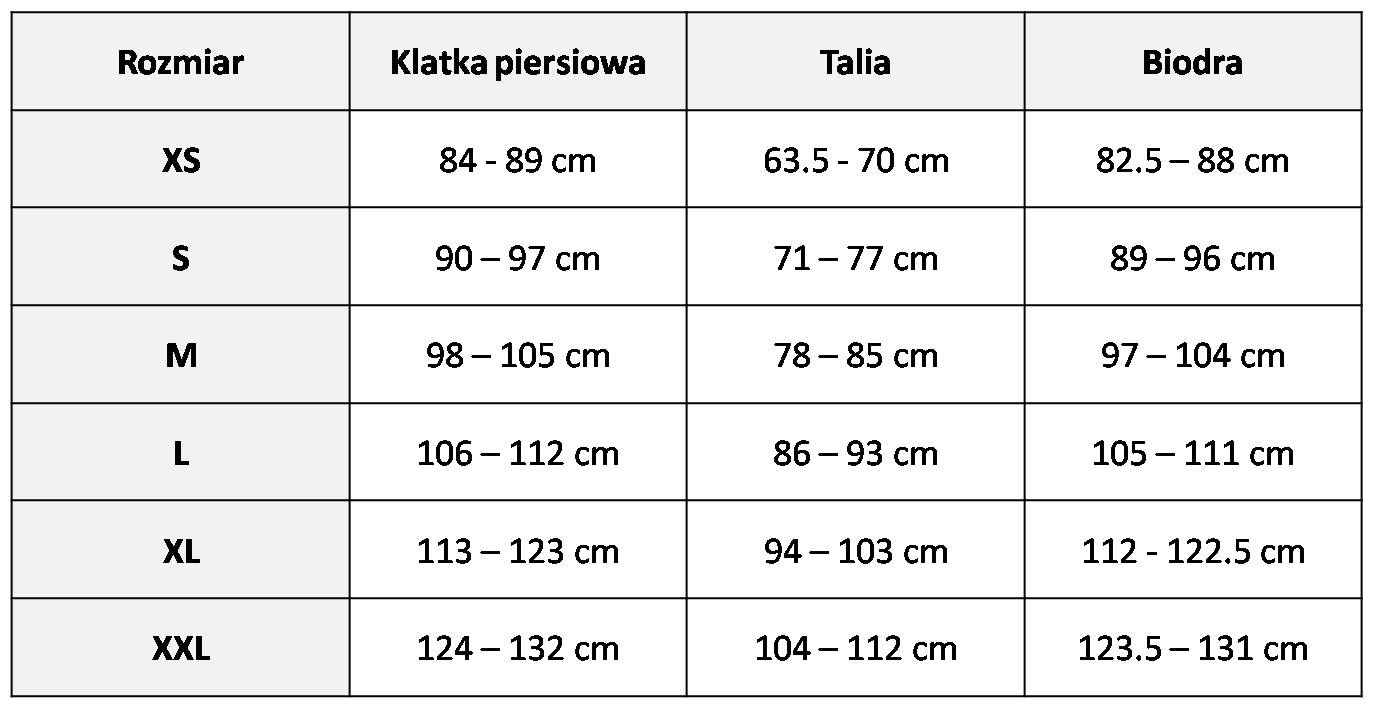 Rozmiar Klatka piersiowa Talia Biodra
XS 84 - 89 cm 63.5 - 70 cm 82.5 – 88 cm
S 90 – 97 cm 71 – 77 cm 89 – 96 cm
M 98 – 105 cm 78 – 85 cm 97 – 104 cm
L 106 – 112 cm 86 – 93 cm 105 – 111 cm
XL 113 – 123 cm 94 – 103 cm 112 - 122.5 cm
XXL 124 – 132 cm 104 – 112 cm 123.5 – 131 cm